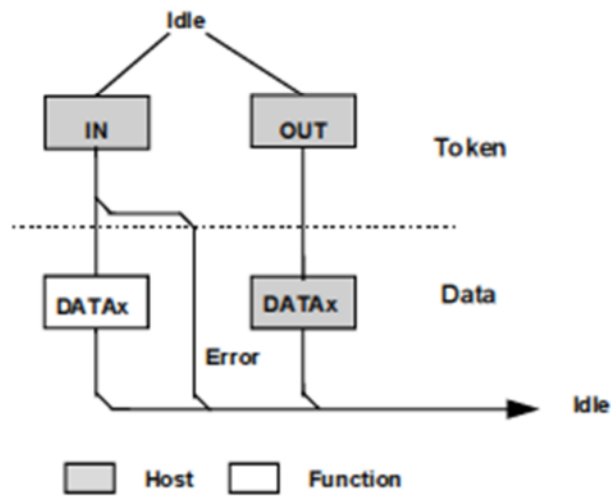 Idle
IN
OUT
Token
DATAx
DATAx
Data
Error
Idle
Host
Function